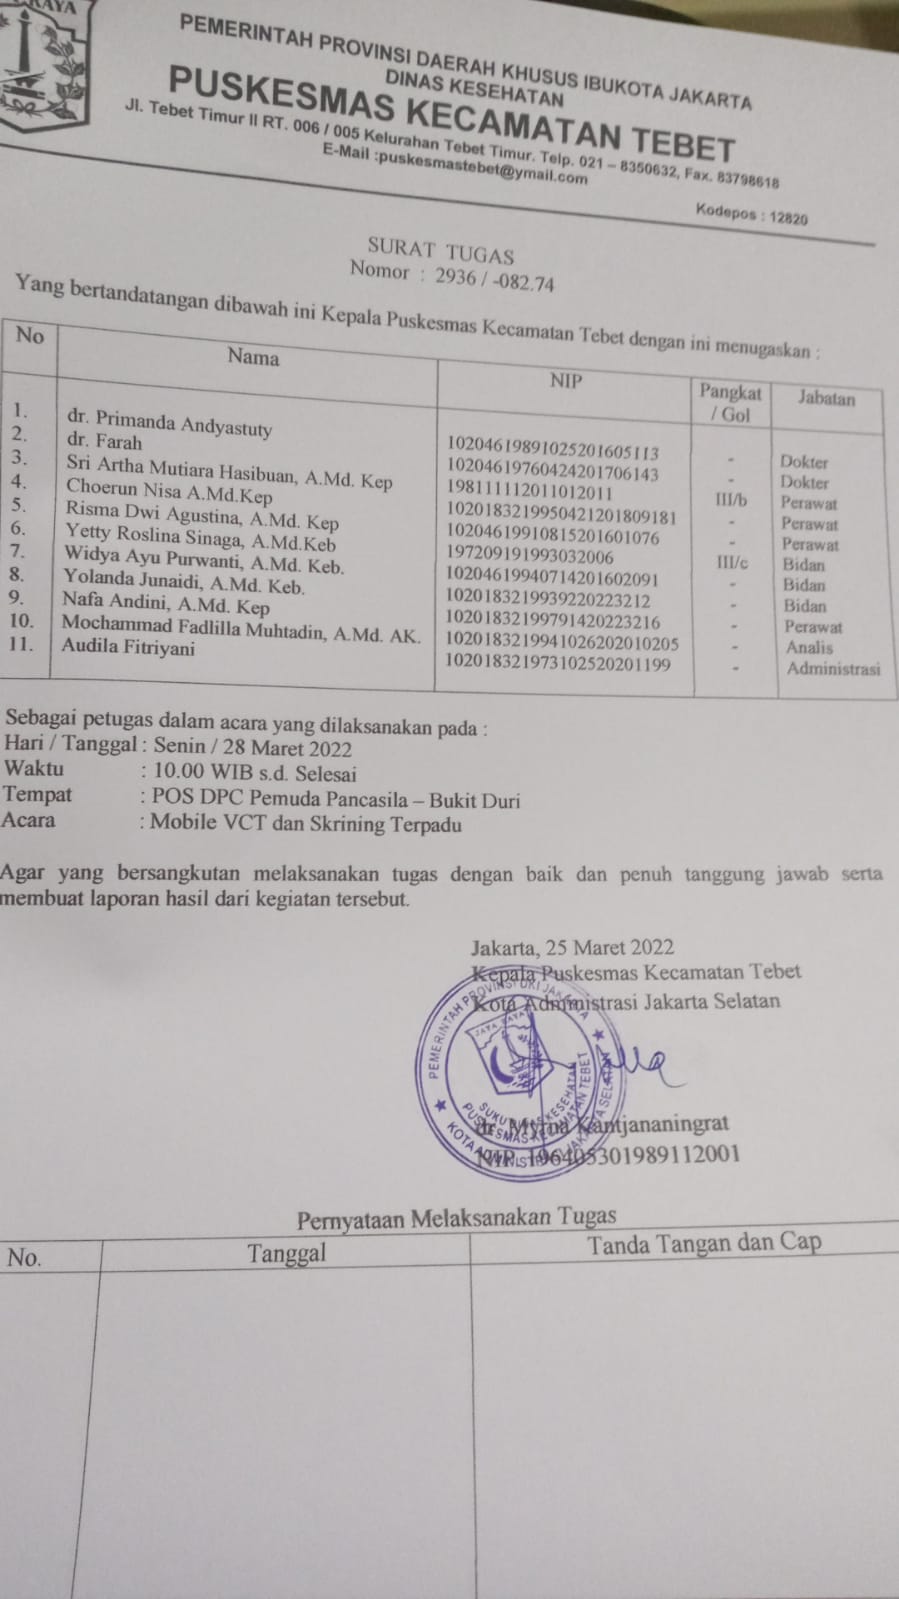 RAYA
PEMERINTAH PROVINSI DAERAH KHUSUS IBUKOTA JAKARTA
DINAS KESEHATAN
PUSKESMAS KECAMATAN TEBET
Jl. Tebet Timur II RT. 006 / 005 Kelurahan Tebet Timur. Telp. 021 – 8350632, Fax. 83798618
E-Mail :puskesmastebet@ymail.com
Kodepos : 12820
SURAT TUGAS
Nomor : 2936 / -082.74
Yang bertandatangan dibawah ini Kepala Puskesmas Kecamatan Tebet dengan ini menugaskan :
No Nama NIP Pangkat / Gol Jabatan
1. dr. Primanda Andyastuty 102046198910252016051​13 - Dokter
2. dr. Farah 10204619760424201706143 - Dokter
3. Sri Artha Mutiara Hasibuan, A.Md. Kep 198111112011012011 III/b Perawat
4. Choerun Nisa A.Md.Kep 10201832199504212018091​81 - Perawat
5. Risma Dwi Agustina, A.Md. Kep 10204619910815201601076 - Perawat
6. Yetty Roslina Sinaga, A.Md.Keb 197209191993032006 III/c Bidan
7. Widya Ayu Purwanti, A.Md. Keb. 10204619940714201602091 - Bidan
8. Yolanda Junaidi, A.Md. Keb. 1020183219939220223212 - Bidan
9. Nafa Andini, A.Md. Kep 10201832199791420223216 - Perawat
10. Mochammad Fadlilla Muhtadin, A.Md. AK. 1020183219941026202010205 - Analis
11. Audila Fitriyani 102018321973102520201199 - Administrasi
Sebagai petugas dalam acara yang dilaksanakan pada :
Hari / Tanggal : Senin / 28 Maret 2022
Waktu : 10.00 WIB s.d. Selesai
Tempat : POS DPC Pemuda Pancasila – Bukit Duri
Acara : Mobile VCT dan Skrining Terpadu
Agar yang bersangkutan melaksanakan tugas dengan baik dan penuh tanggung jawab serta
membuat laporan hasil dari kegiatan tersebut.
Jakarta, 25 Maret 2022
Kepala Puskesmas Kecamatan Tebet
Kota Administrasi Jakarta Selatan
PEMERINTAH PROVINSI DKI JAKARTA
JAYA RAYA
SUKU DINAS KESEHATAN
PUSKESMAS KECAMATAN TEBET
KOTA ADMINISTRASI JAKARTA SELATAN
dr. Myrna Kantjananingrat
NIP. 196405301989112001
Pernyataan Melaksanakan Tugas
No. Tanggal Tanda Tangan dan Cap